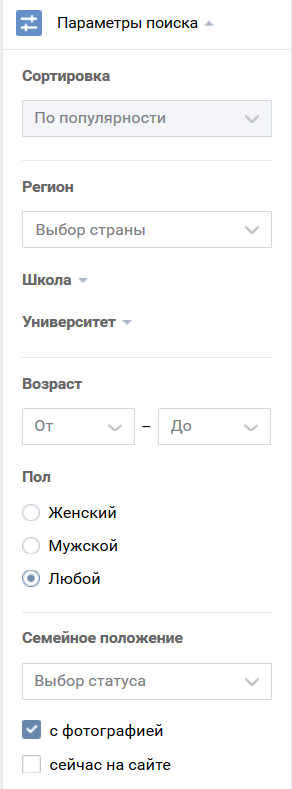 Параметры поиска
Сортировка
По популярности
Регион
Выбор страны
Школа
Университет
Возраст
От – До
Пол
Женский
Мужской
Любой
Семейное положение
Выбор статуса
с фотографией
сейчас на сайте